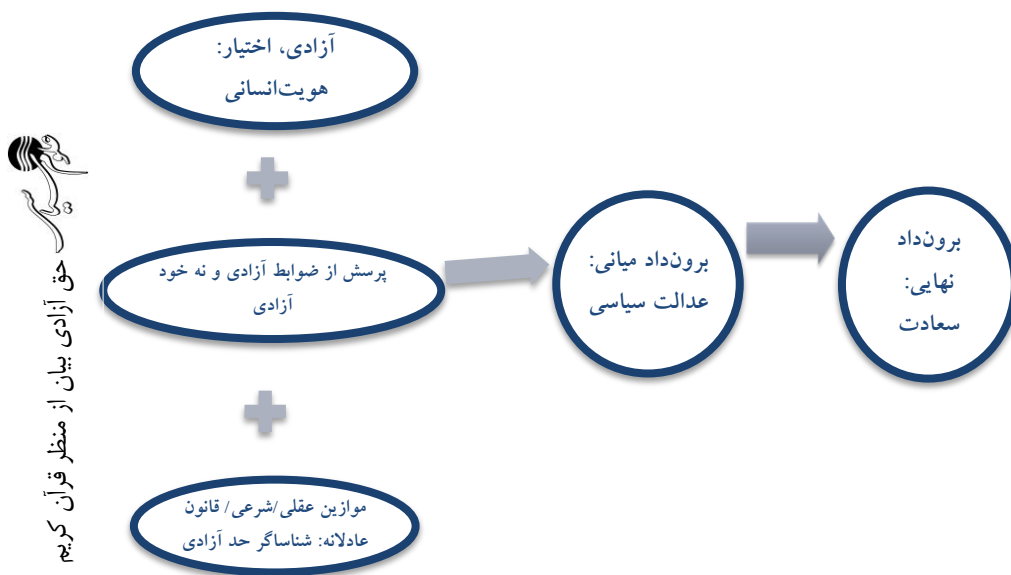 آزادی، اختیار:
هویت‌انسانی
پرسش از ضوابط آزادی و نه خود
آزادی
موازین عقلی/شرعی/ قانون
عادلانه: شناساگر حد آزادی
برون‌داد میانی:
عدالت سیاسی
برون‌داد
نهایی:
سعادت
حق آزادی بیان از منظر قرآن کریم